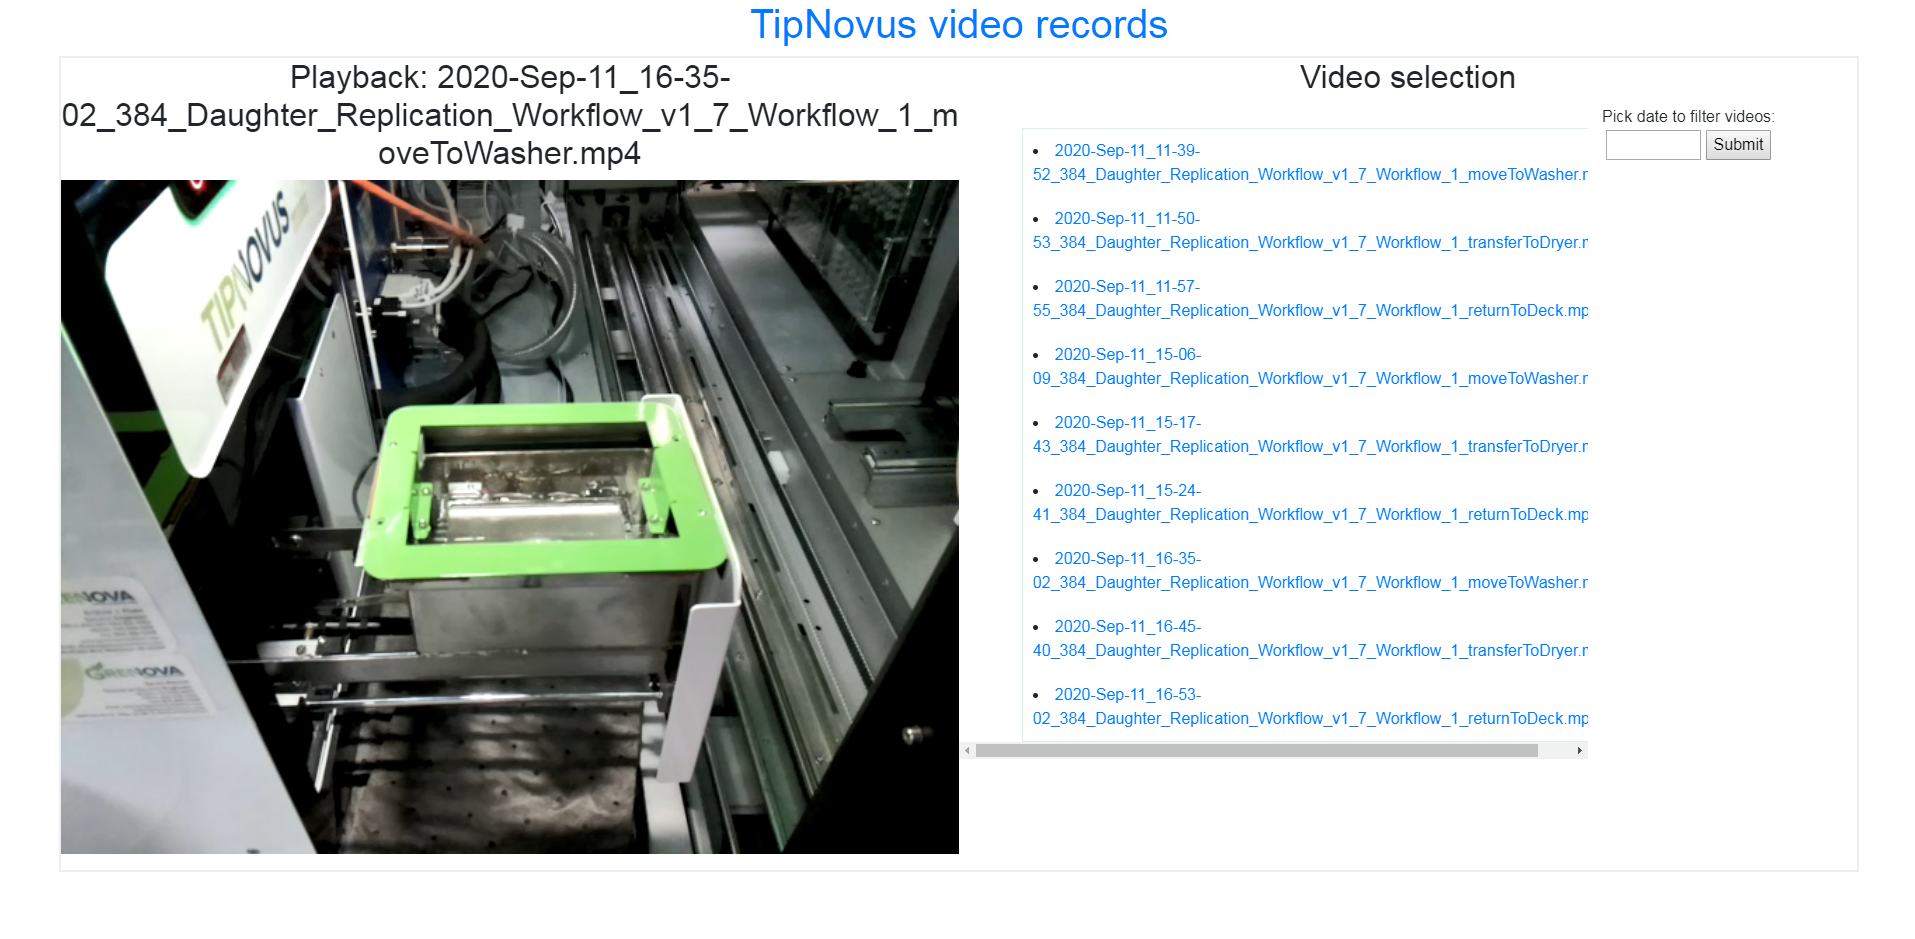 TipNovus video records
Playback: 2020-Sep-11_16-35-
02_384_Daughter_Replication_Workflow_v1_7_Workflow_1_m
oveToWasher.mp4
TIPNOVUS
GRENOVA
Video selection
2020-Sep-11_11-39-
52_384_Daughter_Replication_Workflow_v1_7_Workflow_1_moveToWasher.r
2020-Sep-11_11-50-
53_384_Daughter_Replication_Workflow_v1_7_Workflow_1_transferToDryer.r
2020-Sep-11_11-57-
55_384_Daughter_Replication_Workflow_v1_7_Workflow_1_returnToDeck.mp
2020-Sep-11_15-06-
09_384_Daughter_Replication_Workflow_v1_7_Workflow_1_moveToWasher.r
2020-Sep-11_15-17-
43_384_Daughter_Replication_Workflow_v1_7_Workflow_1_transferToDryer.r
2020-Sep-11_15-24-
41_384_Daughter_Replication_Workflow_v1_7_Workflow_1_returnToDeck.mp
2020-Sep-11_16-35-
02_384_Daughter_Replication_Workflow_v1_7_Workflow_1_moveToWasher.r
2020-Sep-11_16-45-
40_384_Daughter_Replication_Workflow_v1_7_Workflow_1_transferToDryer.r
2020-Sep-11_16-53-
02_384_Daughter_Replication_Workflow_v1_7_Workflow_1_returnToDeck.mp
Pick date to filter videos:
Submit